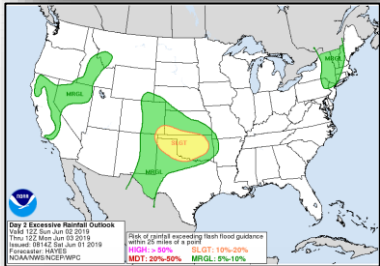 MRGL
MRGL
SLGT
MRGL
NOAA
Day 2 Excessive Rainfall Outlook
Valid 12Z Sun Jun 02 2019
Thru 12Z Mon Jun 03 2019
Issued: 0814Z Sat Jun 01 2019
Forecaster: HAYES
NOAA/NWS/NCEP/WPC
Risk of rainfall exceeding flash flood guidance
within 25 miles of a point
HIGH: > 50% SLGT: 10%-20%
MDT: 20%-50% MRGL: 5%-10%